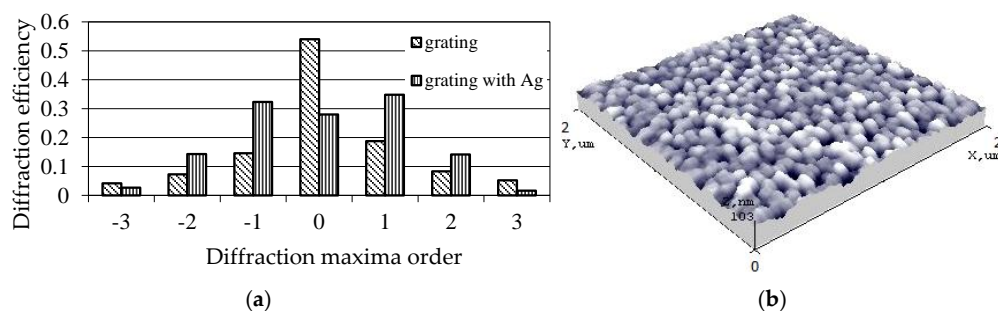 Diffraction efficiency
0.6
0.5
0.4
0.3
0.2
0.1
0
grating
grating with Ag
-3 -2 -1 0 1 2 3
Diffraction maxima order
(a)
2
Y,um
Z,nm
103
0
2
X,um
(b)